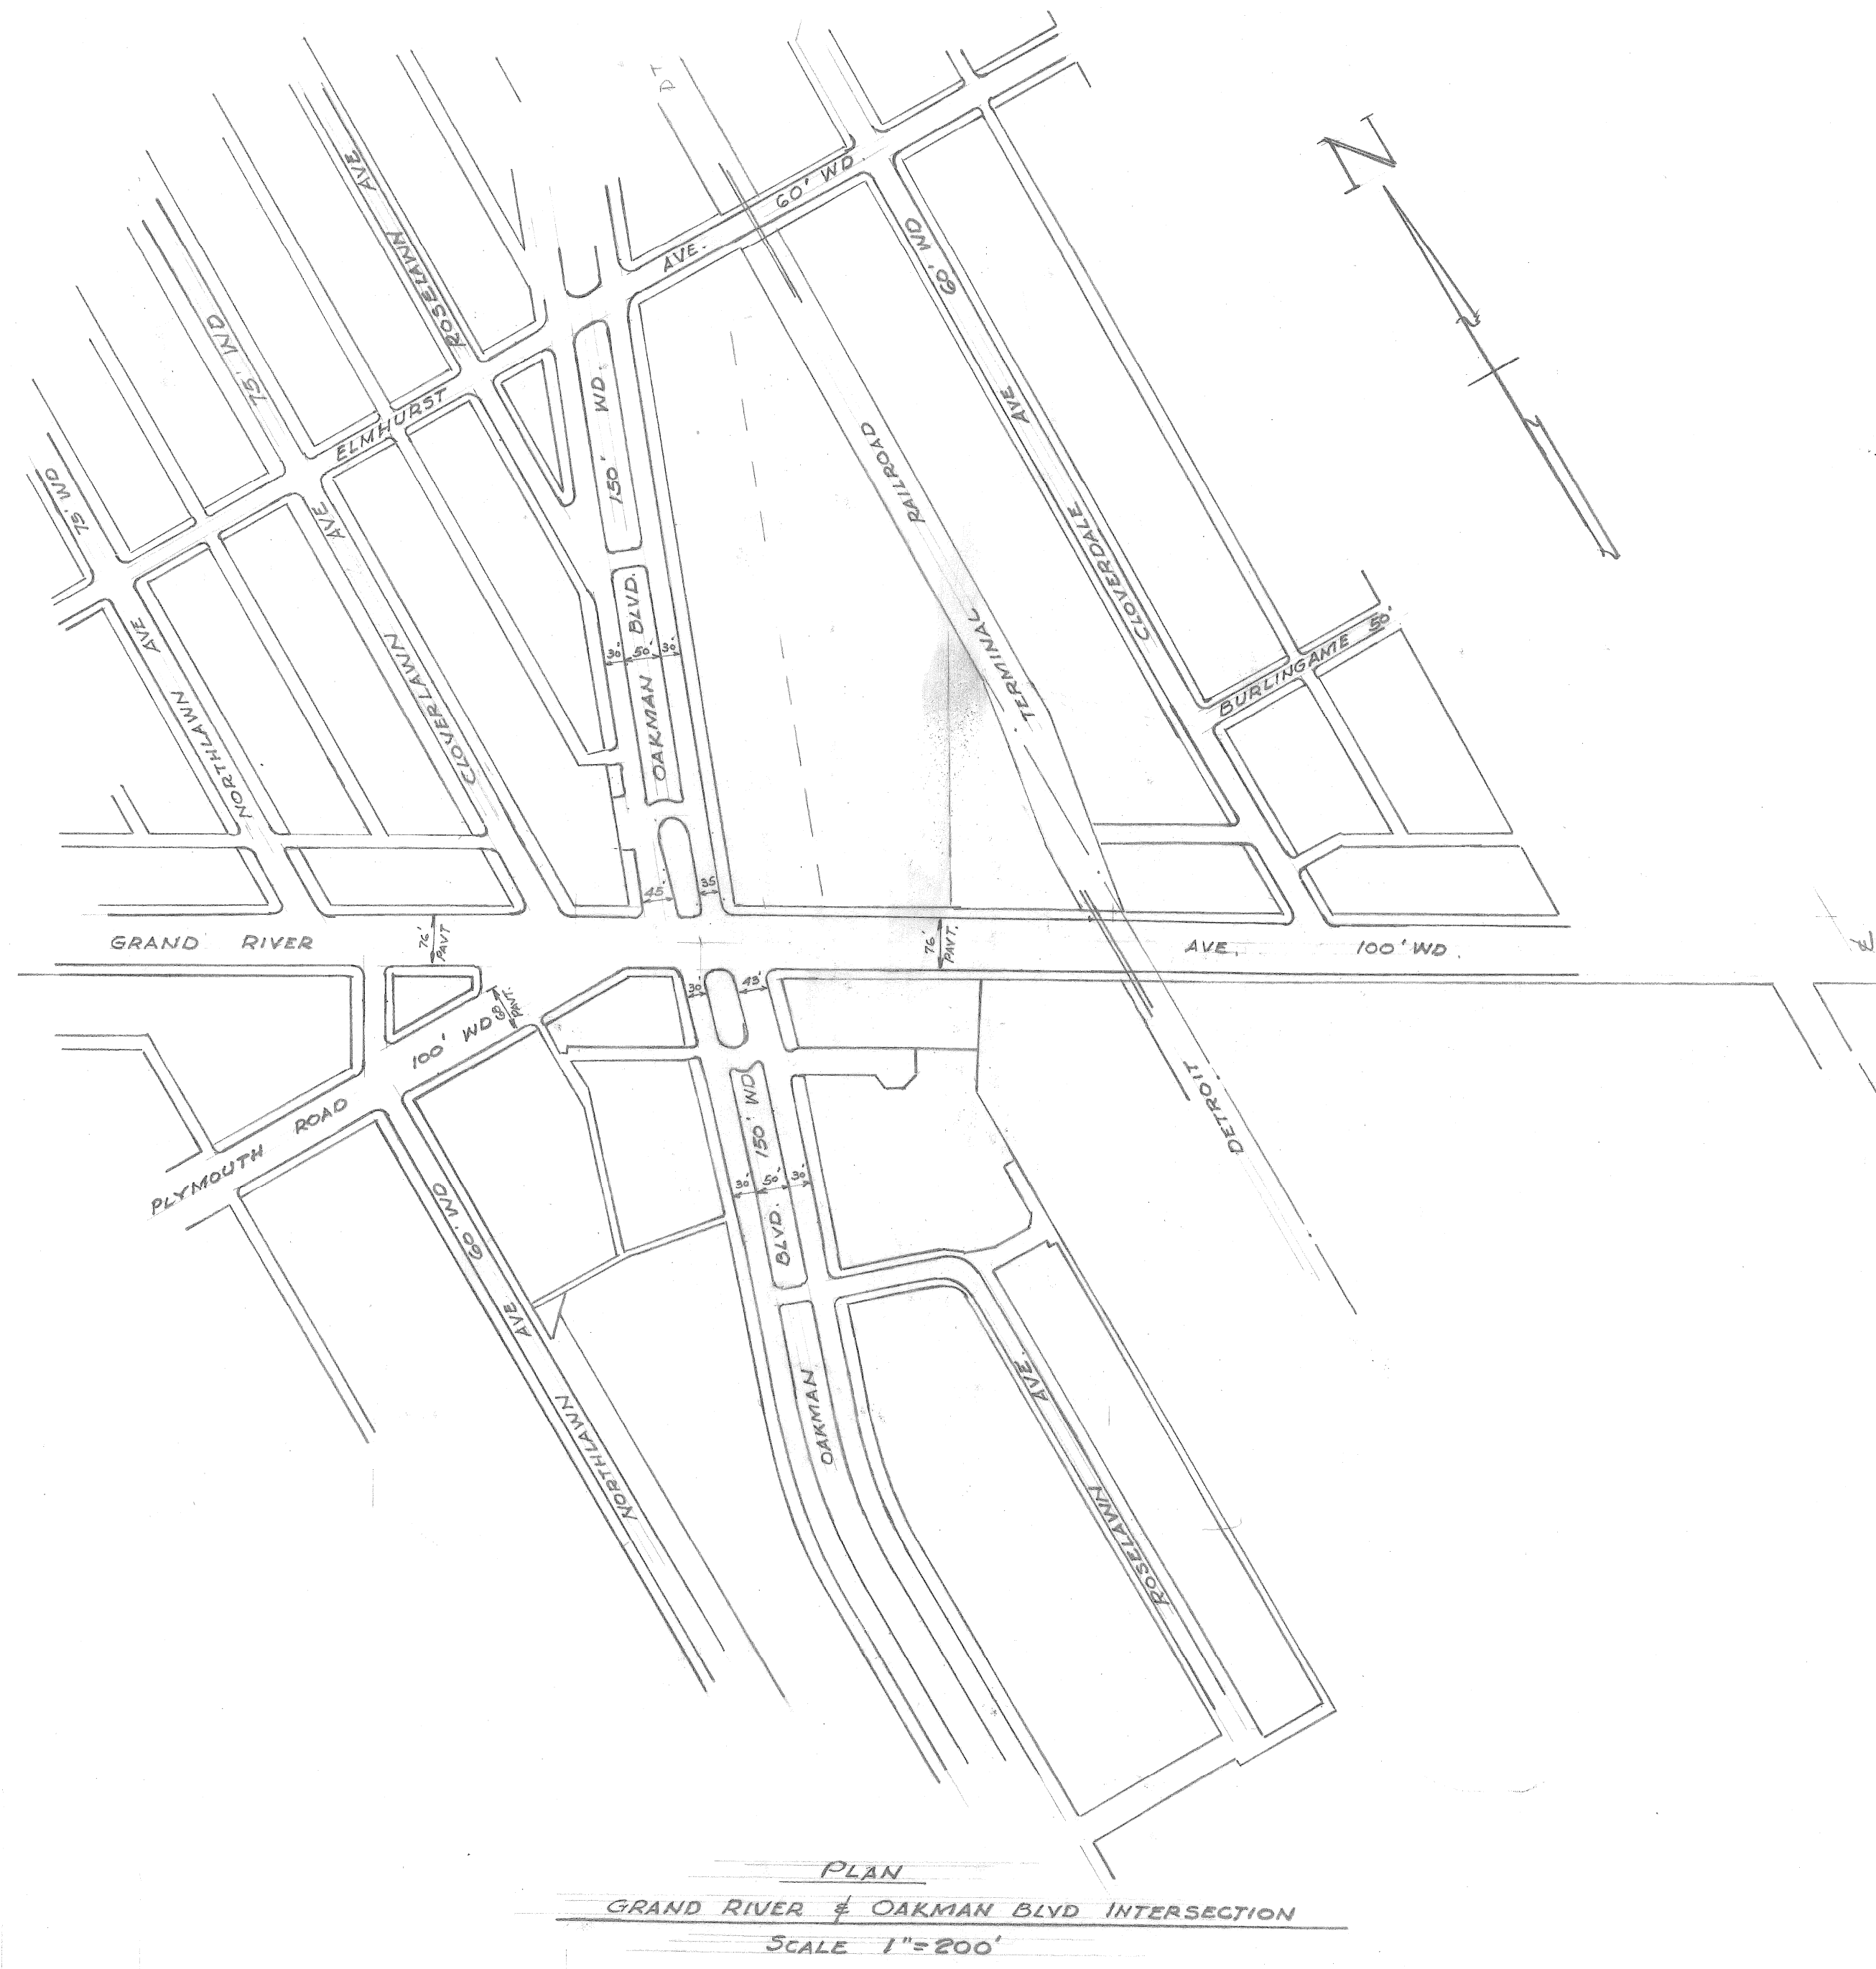 D T
N
60' WD
AVE.
AVE
ROSELAWN
60' WD
75' WD
150' WD.
AVE
ELMHURST
RAILROAD
75' WD
AVE
CLOVERDALE
BLVD.
AVE
30' 50' 30'
TERMINAL
BURLINGAME 50'
CLOVERLAWN
NORTHLAWN
OAKMAN
45' 35'
GRAND RIVER
76' PAVT
76' PAVT.
AVE.
100' WD.
30' 45'
100' WD
68' PAVT.
150' WD
DETROIT
PLYMOUTH ROAD
30' 50' 30'
60' WD
BLVD.
AVE
AVE.
OAKMAN
NORTHLAWN
ROSELAWN
PLAN
GRAND RIVER & OAKMAN BLVD INTERSECTION
SCALE 1"=200'